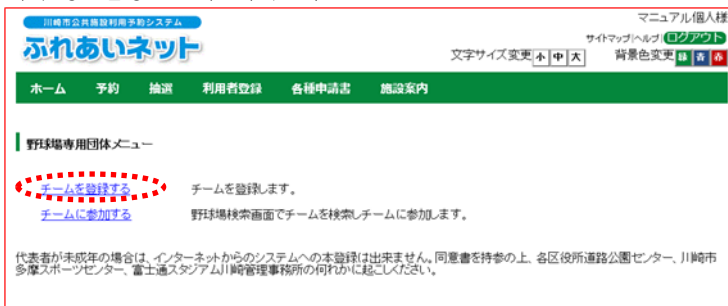 川崎市公共施設利用予約システム
ふれあいネット
マニュアル個人様
サイトマップ|ヘルプ|ログアウト
文字サイズ変更 小 中 大 背景色変更 緑 青 赤
ホーム 予約 抽選 利用者登録 各種申請書 施設案内
野球場専用団体メニュー
チームを登録する チームを登録します。
チームに参加する 野球場検索画面でチームを検索しチームに参加します。
代表者が未成年の場合は、インターネットからのシステムへの本登録は出来ません。同意書を持参の上、各区役所道路公園センター、川崎市
多摩スポーツセンター、富士通スタジアム川崎管理事務所の何れかに起こしください。